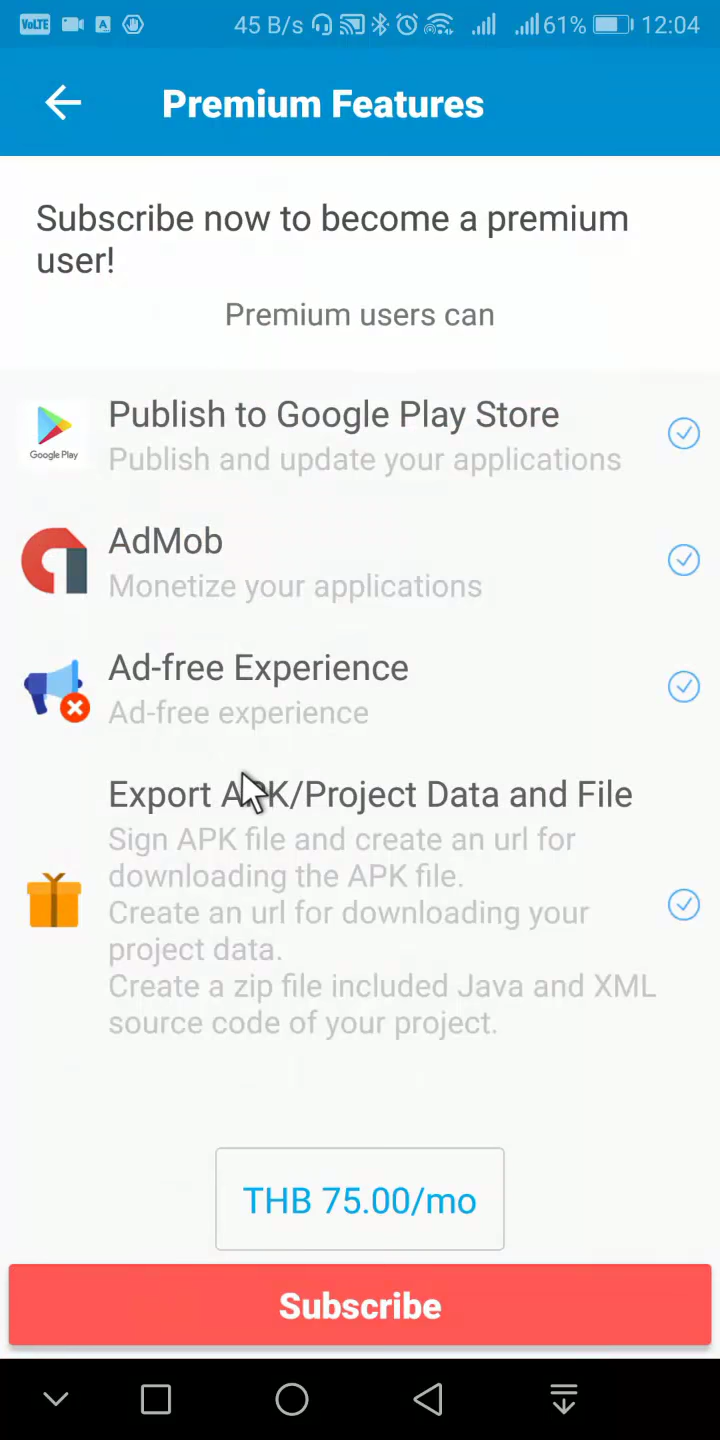 VoLTE A 45 B/s 61% 12:04
Premium Features
Subscribe now to become a premium
user!
Premium users can
Publish to Google Play Store
Google Play
Publish and update your applications
AdMob
Monetize your applications
Ad-free Experience
Ad-free experience
Export APK/Project Data and File
Sign APK file and create an url for
downloading the APK file.
Create an url for downloading your
project data.
Create a zip file included Java and XML
source code of your project.
THB 75.00/mo
Subscribe